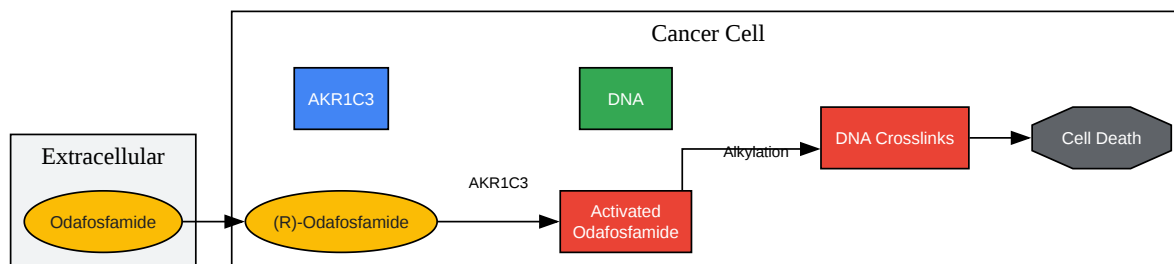 Cancer Cell
AKR1C3
DNA
Extracellular
Odafosfamide
(R)-Odafosfamide
AKR1C3
Activated
Odafosfamide
Alkylation
DNA Crosslinks
Cell Death